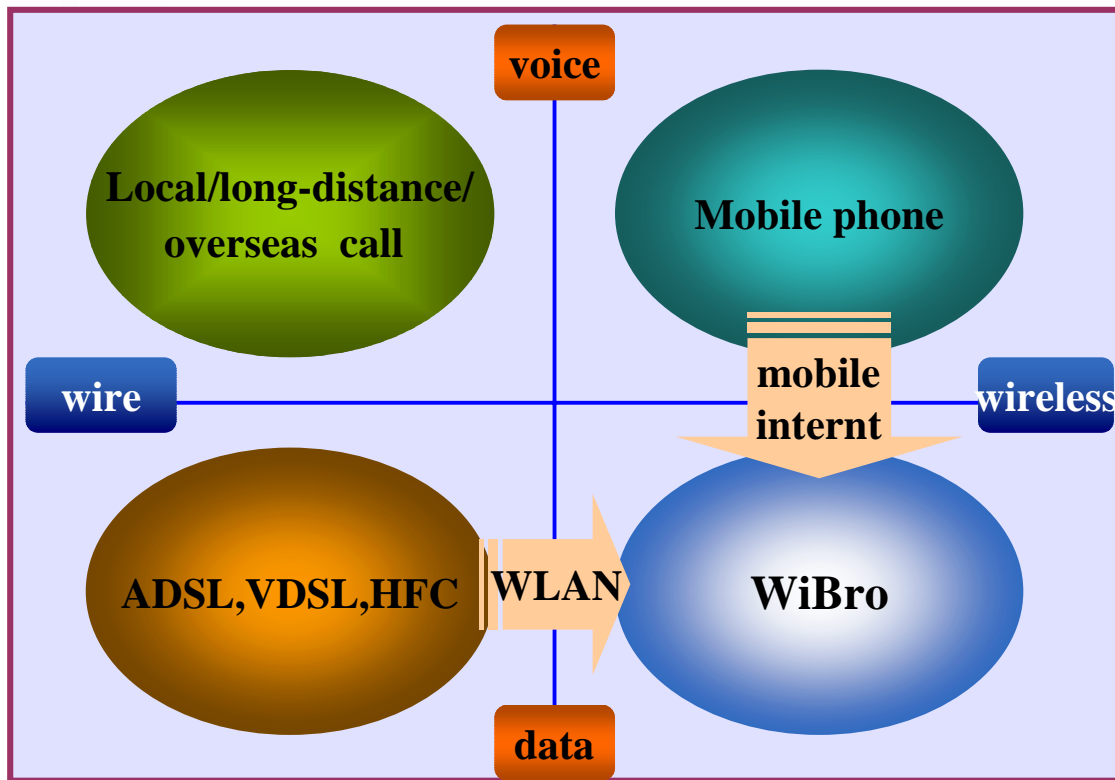 voice
Local/long-distance/
overseas call
Mobile phone
wire
mobile
internt
wireless
ADSL,VDSL,HFC
WLAN
WiBro
data